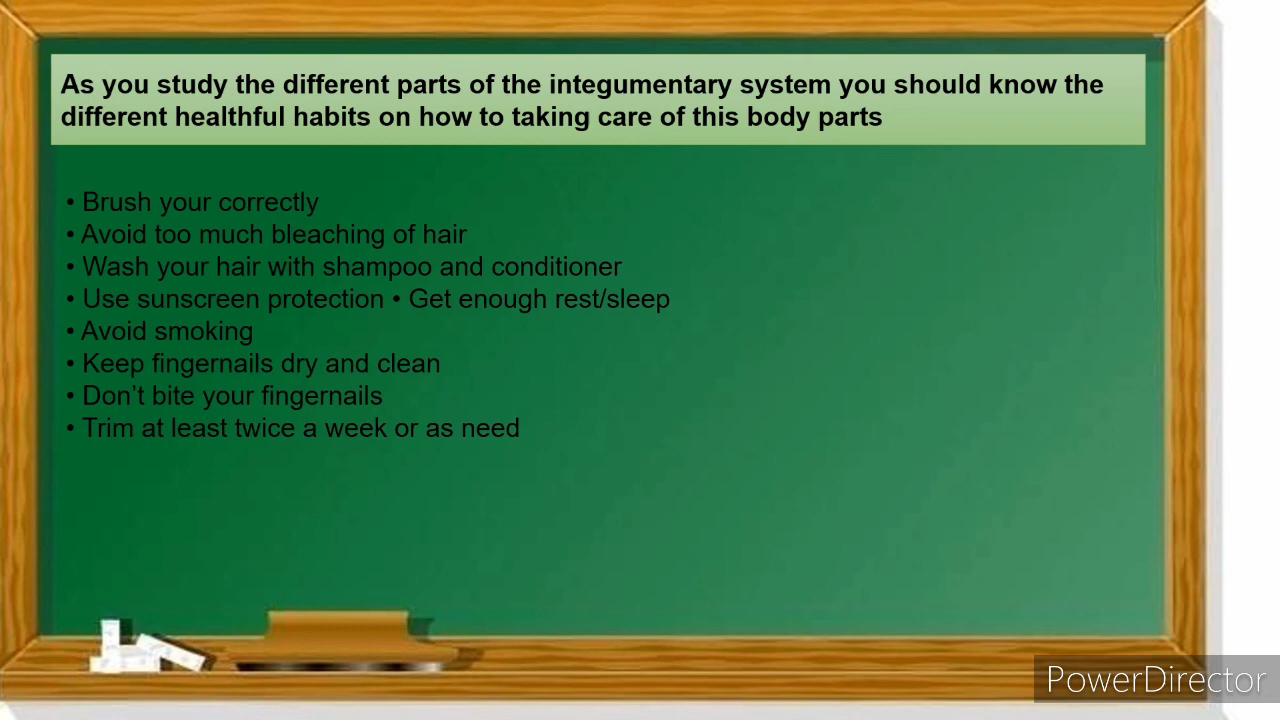 As you study the different parts of the integumentary system you should know the
different healthful habits on how to taking care of this body parts
• Brush your correctly
• Avoid too much bleaching of hair
• Wash your hair with shampoo and conditioner
• Use sunscreen protection • Get enough rest/sleep
• Avoid smoking
• Keep fingernails dry and clean
• Don’t bite your fingernails
• Trim at least twice a week or as need
PowerDirector